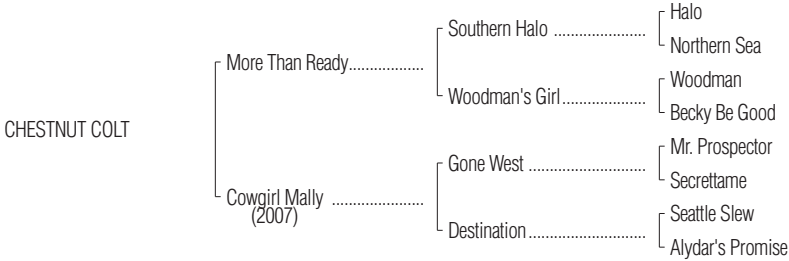 Halo
Southern Halo ......................
Northern Sea
More Than Ready..................
Woodman
Woodman's Girl....................
Becky Be Good
CHESTNUT COLT
Mr. Prospector
Gone West ............................
Secrettame
Cowgirl Mally ......................
(2007)
Seattle Slew
Destination............................
Alydar's Promise